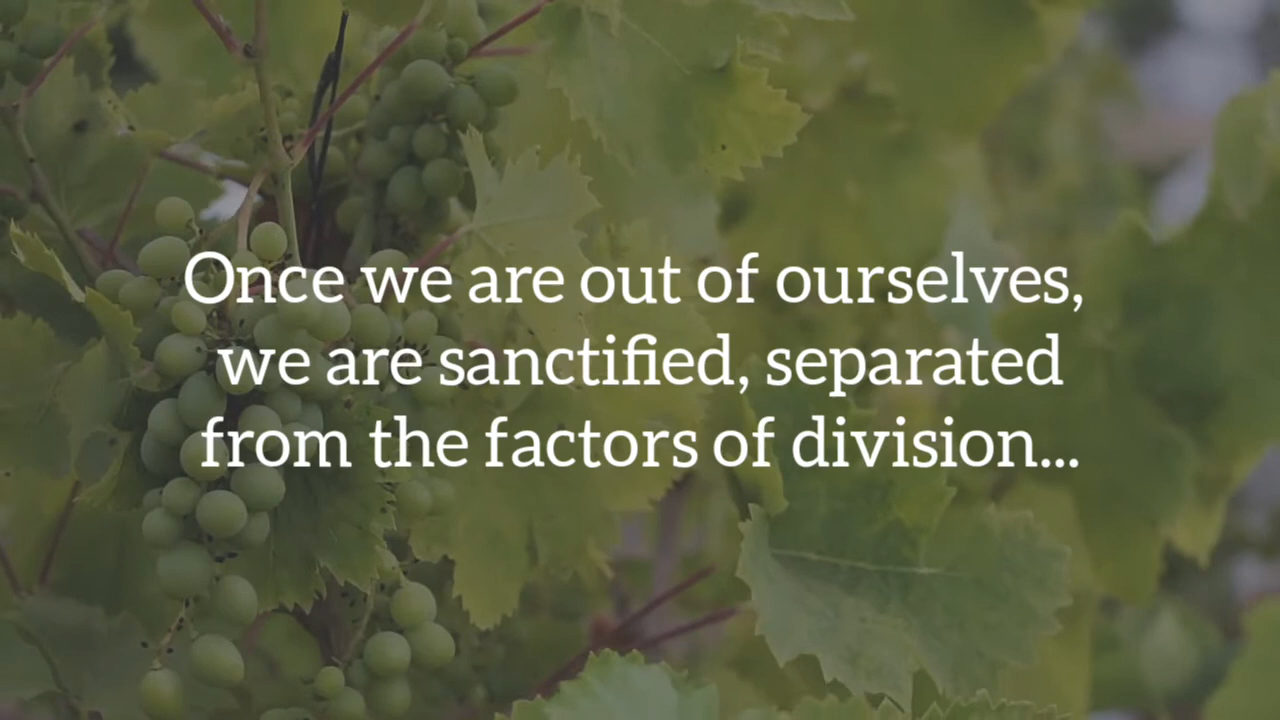 Once we are out of ourselves,
we are sanctified, separated
from the factors of division...